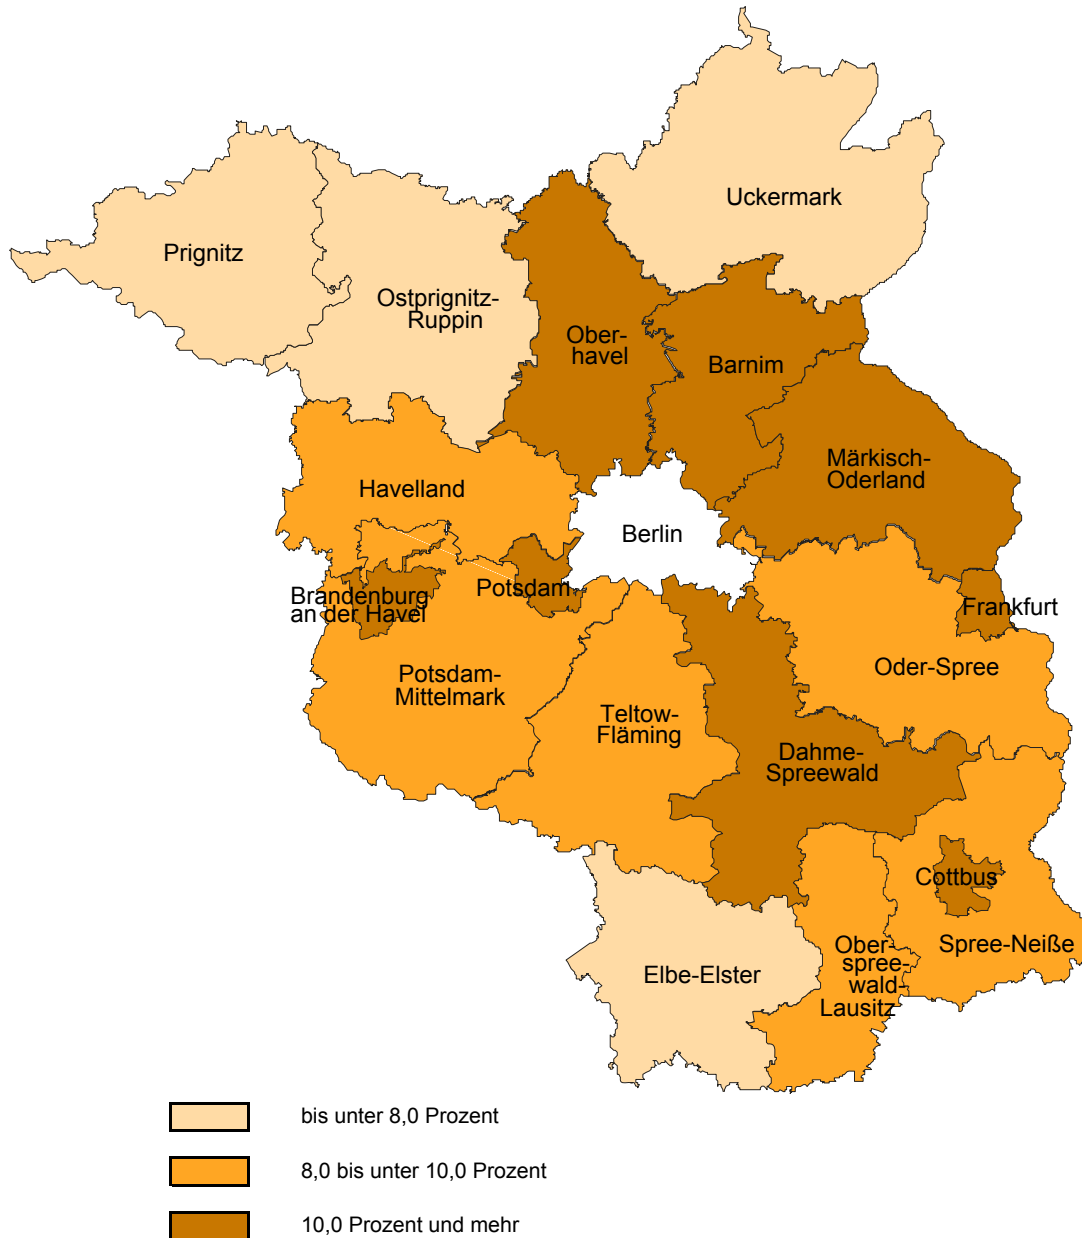 Uckermark
Prignitz
Ostprignitz-
Ruppin
Ober-
havel
Barnim
Märkisch-
Oderland
Havelland
Berlin
Potsdam
Brandenburg
an der Havel
Frankfurt
Oder-Spree
Potsdam-
Mittelmark
Teltow-
Fläming
Dahme-
Spreewald
Cottbus
Ober-
spree-
wald-
Lausitz
Spree-Neiße
Elbe-Elster
bis unter 8,0 Prozent
8,0 bis unter 10,0 Prozent
10,0 Prozent und mehr